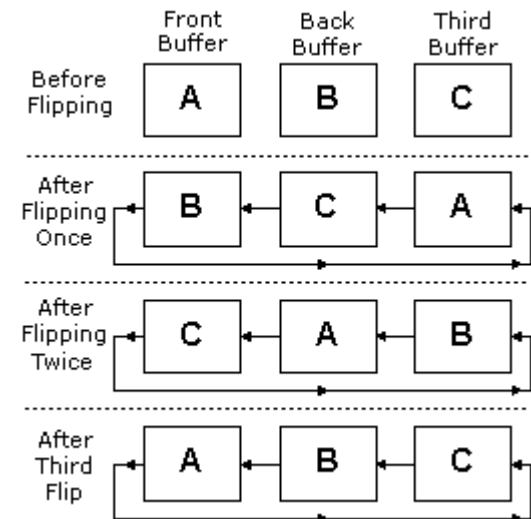 Front
Buffer
Back
Buffer
Third
Buffer
Before
Flipping
A
B
C
After
Flipping
Once
B
C
A
After
Flipping
Twice
C
A
B
After
Third
Flip
A
B
C